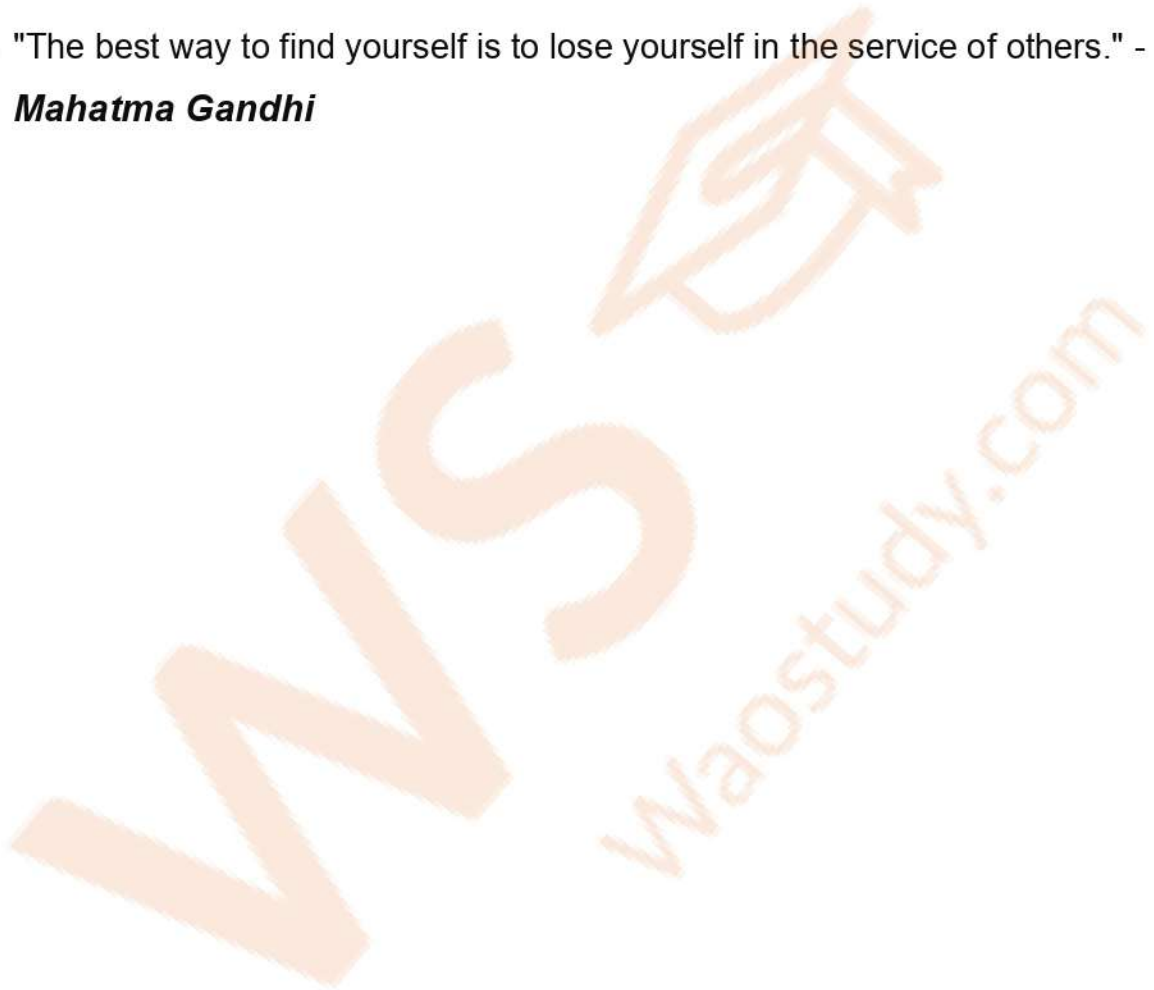 "The best way to find yourself is to lose yourself in the service of others." -
Mahatma Gandhi
WS
Waostudy.com